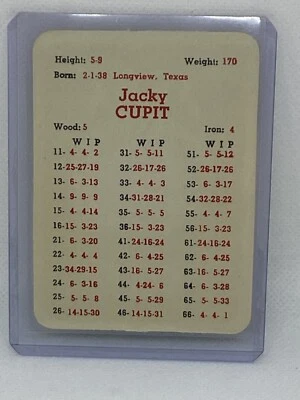 Height: 5-9 Weight: 170
Born: 2-1-38 Longview, Texas
Jacky
CUPIT
Wood: 5 Iron: 4
W I P W I P W I P
11- 4- 4- 2 31- 5- 5-11 51- 5- 5-12
12-25-27-19 32-26-17-26 52-26-17-26
13- 6- 3-13 33- 4- 4- 3 53- 6- 3-17
14- 9- 9- 9 34-31-28-21 54-32-28-22
15- 4- 4-14 35- 5- 5- 5 55- 4- 4- 7
16-15- 3-23 36-15- 3-23 56-15- 3-24
21- 6- 3-20 41-24-16-24 61-24-16-24
22- 4- 4- 4 42-16- 3-26 62-16- 3-28
23-34-29-15 43-16- 5-27 63-16- 5-27
24- 6- 3-16 44- 4-24- 6 64- 6- 3-31
25- 5- 5- 8 45- 5- 5-29 65- 5- 5-33
26-14-15-30 46-14-15-31 66- 4- 4- 1